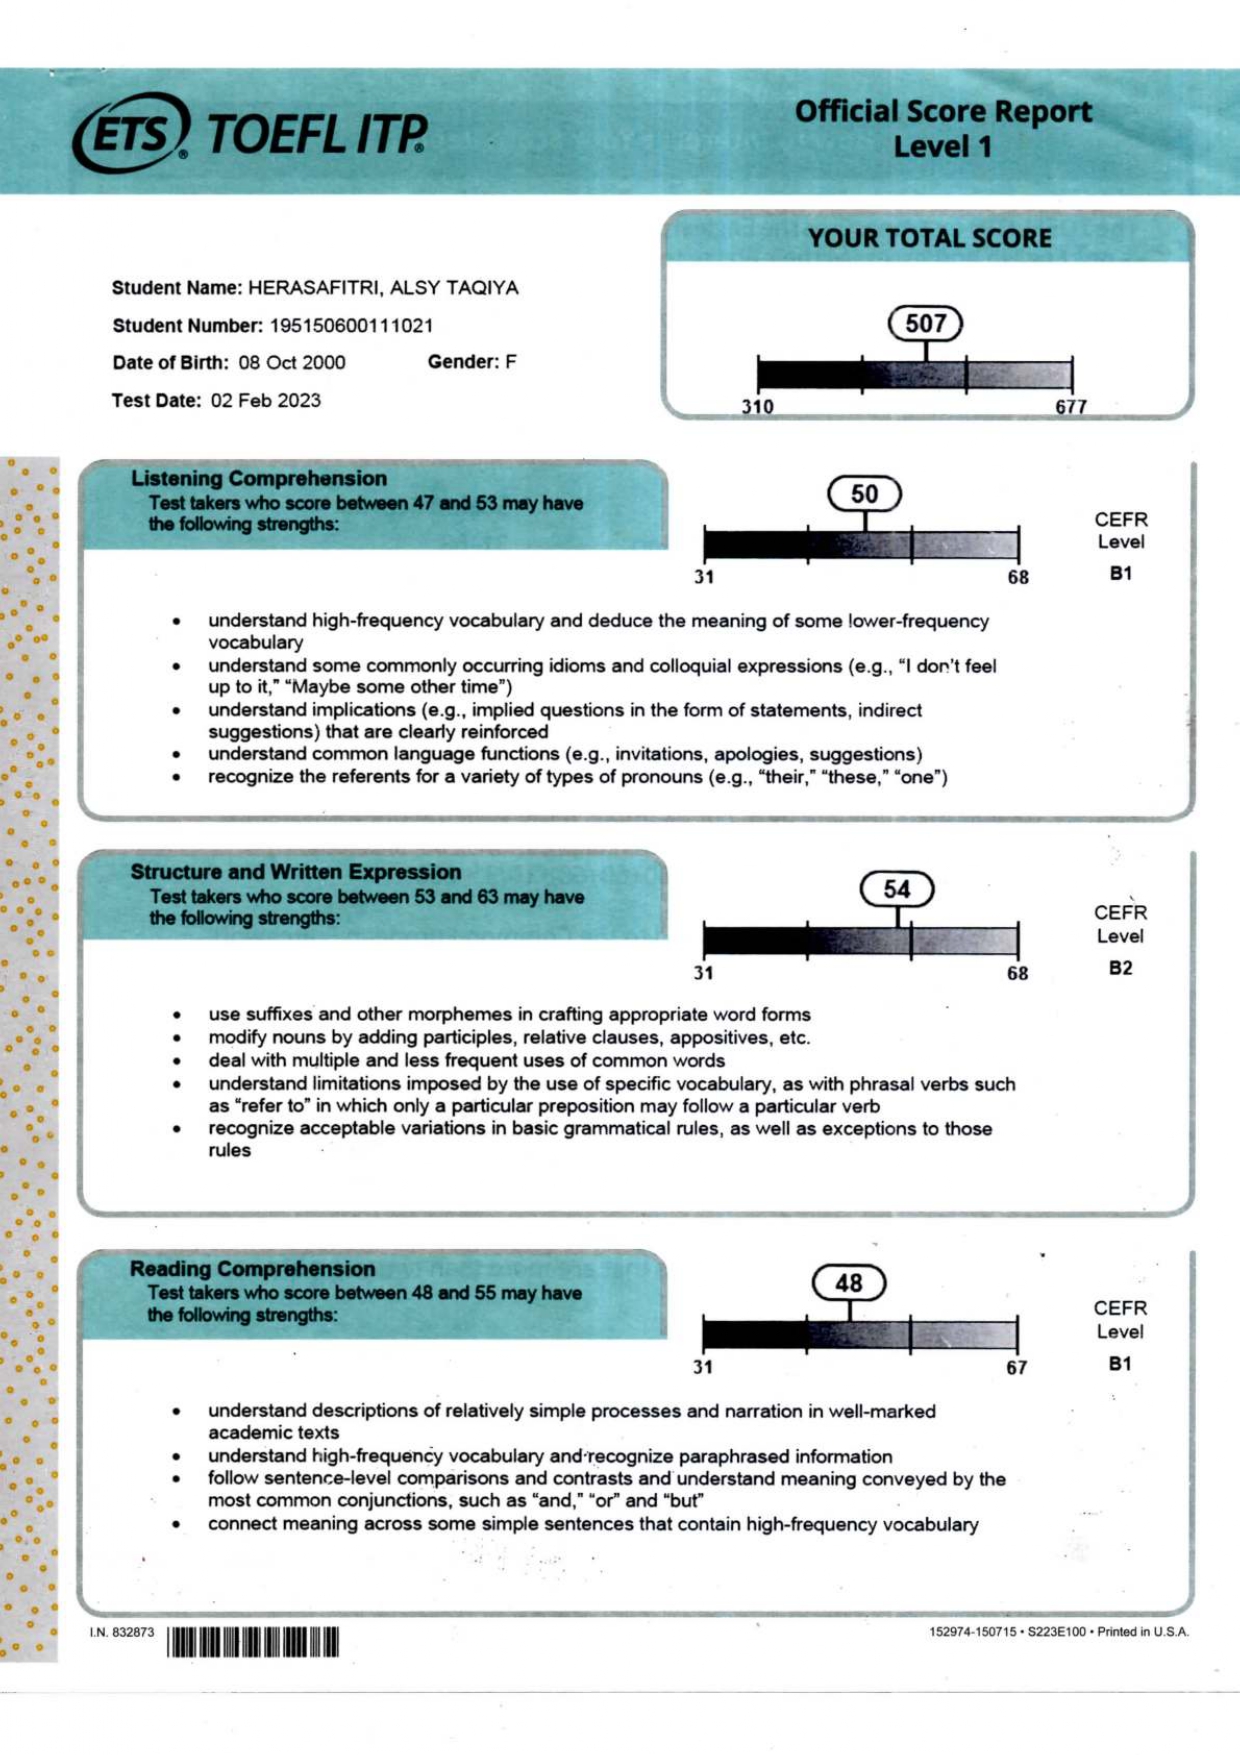 ETS® TOEFL ITP®
Official Score Report
Level 1
YOUR TOTAL SCORE
507
310 677
Student Name: HERASAFITRI, ALSY TAQIYA
Student Number: 195150600111021
Date of Birth: 08 Oct 2000 Gender: F
Test Date: 02 Feb 2023
Listening Comprehension
Test takers who score between 47 and 53 may have
the following strengths:
50
31 68
CEFR
Level
B1
• understand high-frequency vocabulary and deduce the meaning of some lower-frequency
vocabulary
• understand some commonly occurring idioms and colloquial expressions (e.g., “I don’t feel
up to it,” “Maybe some other time”)
• understand implications (e.g., implied questions in the form of statements, indirect
suggestions) that are clearly reinforced
• understand common language functions (e.g., invitations, apologies, suggestions)
• recognize the referents for a variety of types of pronouns (e.g., “their,” “these,” “one”)
Structure and Written Expression
Test takers who score between 53 and 63 may have
the following strengths:
54
31 68
CEFR
Level
B2
• use suffixes and other morphemes in crafting appropriate word forms
• modify nouns by adding participles, relative clauses, appositives, etc.
• deal with multiple and less frequent uses of common words
• understand limitations imposed by the use of specific vocabulary, as with phrasal verbs such
as “refer to” in which only a particular preposition may follow a particular verb
• recognize acceptable variations in basic grammatical rules, as well as exceptions to those
rules
Reading Comprehension
Test takers who score between 48 and 55 may have
the following strengths:
48
31 67
CEFR
Level
B1
• understand descriptions of relatively simple processes and narration in well-marked
academic texts
• understand high-frequency vocabulary and recognize paraphrased information
• follow sentence-level comparisons and contrasts and understand meaning conveyed by the
most common conjunctions, such as “and,” “or” and “but”
• connect meaning across some simple sentences that contain high-frequency vocabulary
I.N. 832873
152974-150715 • S223E100 • Printed in U.S.A.